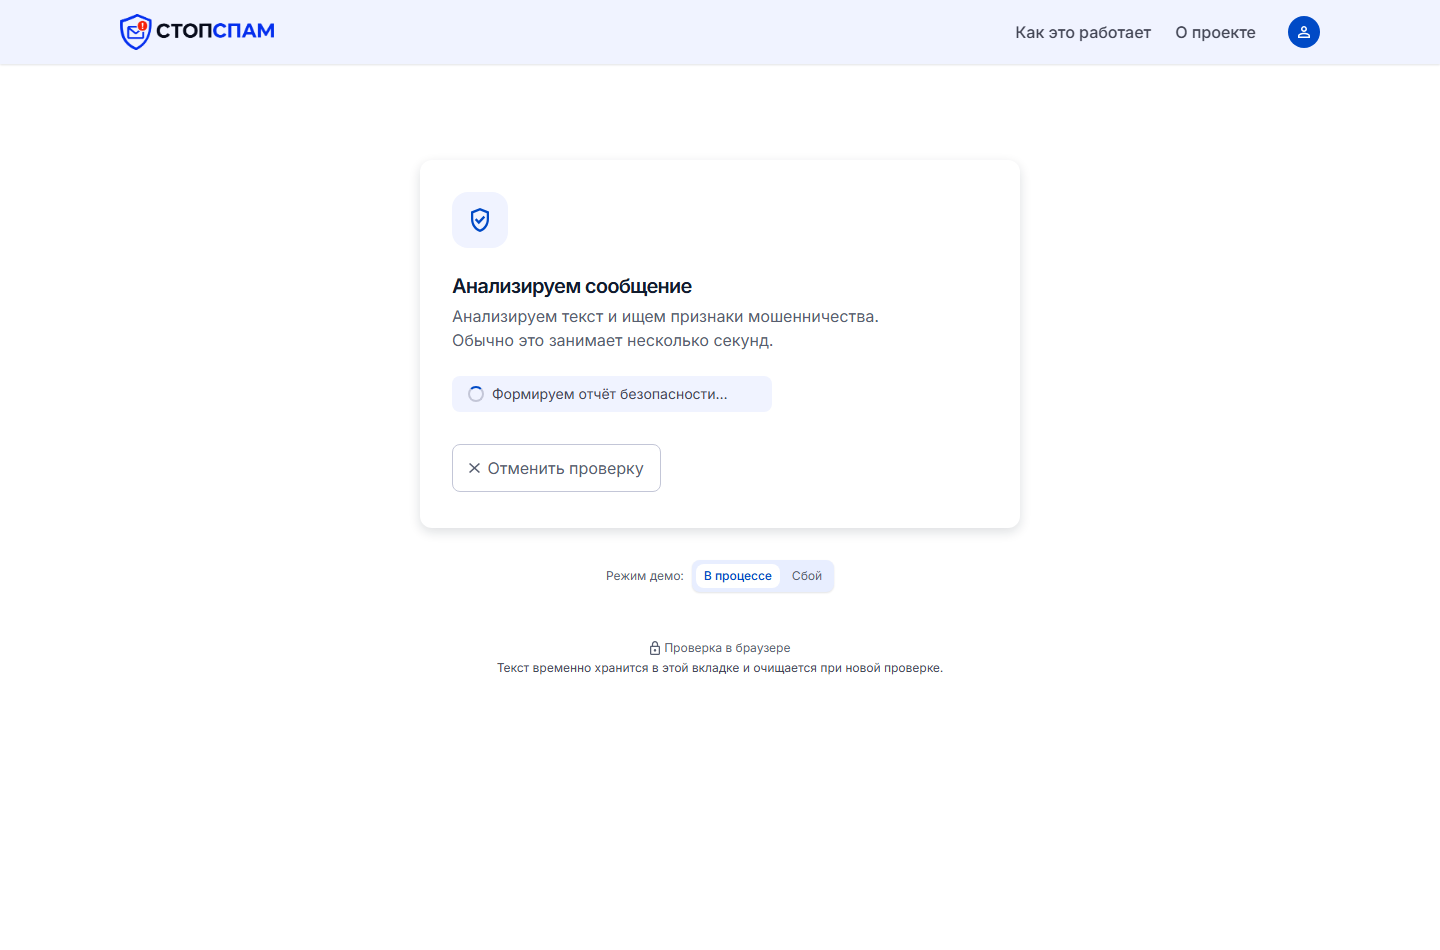 СТОПСПАМ
Как это работает
О проекте
Анализируем сообщение
Анализируем текст и ищем признаки мошенничества.
Обычно это занимает несколько секунд.
Формируем отчёт безопасности...
Отменить проверку
Режим демо:
В процессе
Сбой
Проверка в браузере
Текст временно хранится в этой вкладке и очищается при новой проверке.